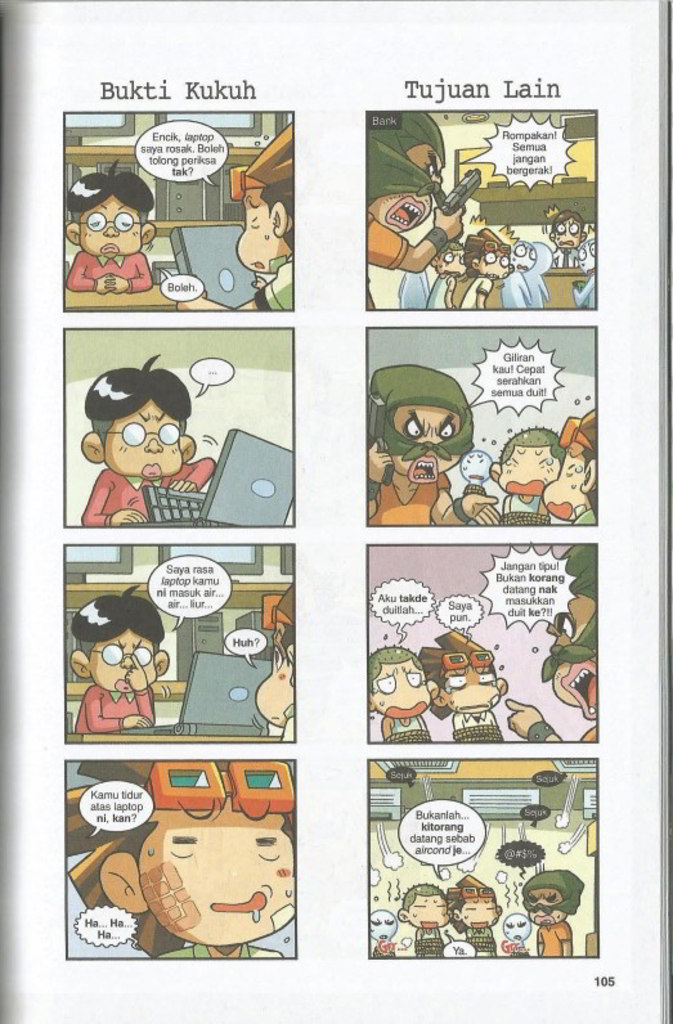 Bukti Kukuh
Encik, laptop
saya rosak. Boleh
tolong periksa
tak?
Boleh.
...
Saya rasa
laptop kamu
ni masuk air...
air... liur...
Huh?
Kamu tidur
atas laptop
ni, kan?
Ha... Ha...
Ha...
Tujuan Lain
Bank
Rompakan!
Semua
jangan
bergerak!
Giliran
kau! Cepat
serahkan
semua duit!
Aku takde
duitlah...
Saya
pun.
Jangan tipu!
Bukan korang
datang nak
masukkan
duit ke?!!
Sejuk
Sejuk
Sejuk
Bukanlah...
kitorang
datang sebab
aircond je...
@#$%
Ya.
105